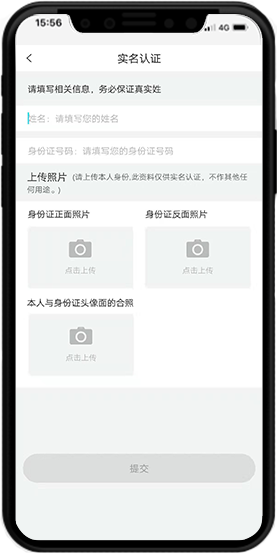 15:56
4G
实名认证
请填写相关信息，务必保证真实姓
姓名：请填写您的姓名
身份证号码：请填写您的身份证号码
上传照片（请上传本人身份,此资料仅供实名认证，不作其他任
何用途。）
身份证正面照片 身份证反面照片
点击上传 点击上传
本人与身份证头像面的合照
点击上传
提交